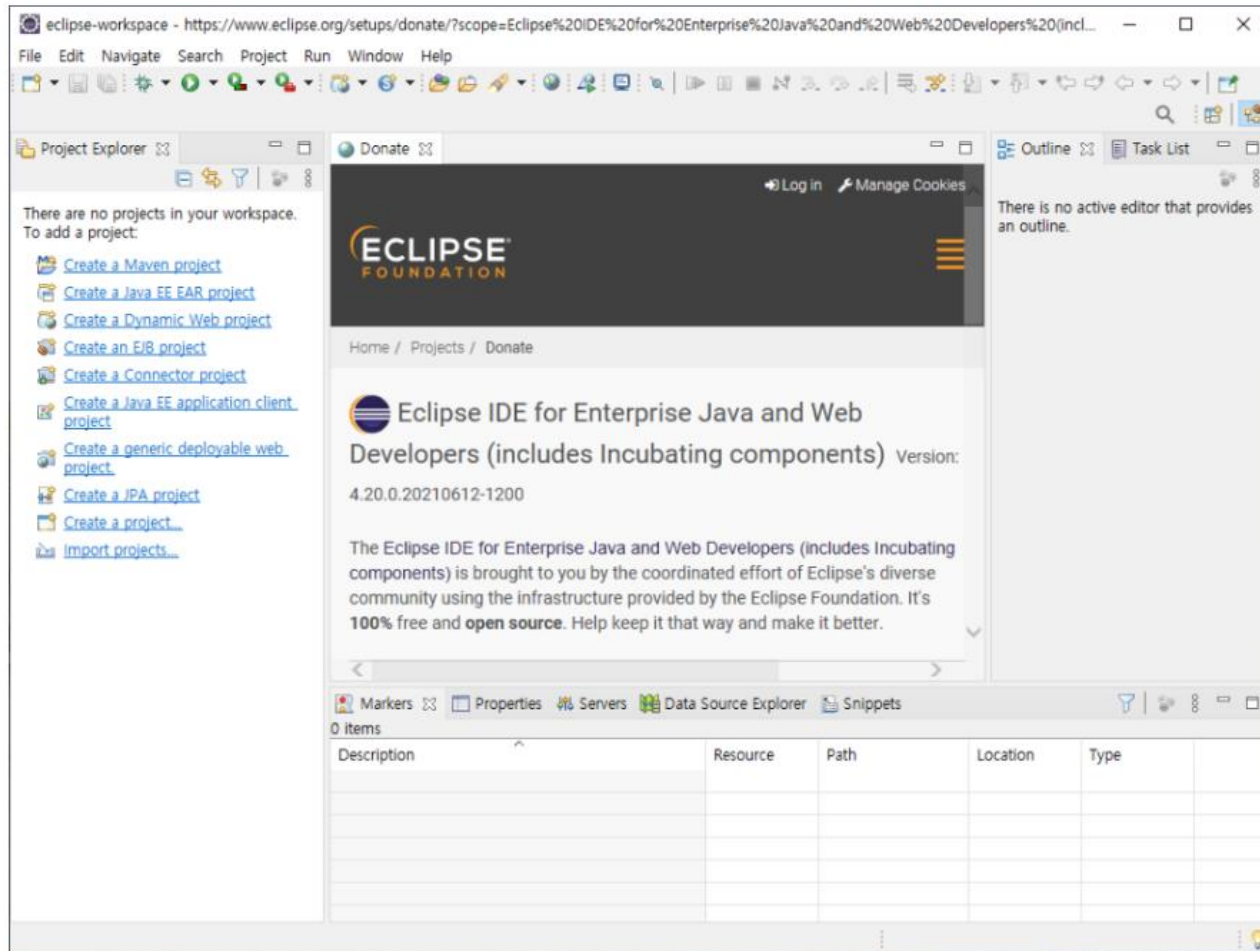 eclipse-workspace - https://www.eclipse.org/setups/donate/?scope=Eclipse%20IDE%20for%20Enterprise%20Java%20and%20Web%20Developers%20(incl...
File Edit Navigate Search Project Run Window Help
Project Explorer
There are no projects in your workspace.
To add a project:
Create a Maven project
Create a Java EE EAR project
Create a Dynamic Web project
Create an EJB project
Create a Connector project
Create a Java EE application client
project
Create a generic deployable web
project.
Create a JPA project
Create a project...
Import projects...
Donate
Log in Manage Cookies
ECLIPSE
FOUNDATION
Home / Projects / Donate
Eclipse IDE for Enterprise Java and Web
Developers (includes Incubating components) Version:
4.20.0.20210612-1200
The Eclipse IDE for Enterprise Java and Web Developers (includes Incubating
components) is brought to you by the coordinated effort of Eclipse's diverse
community using the infrastructure provided by the Eclipse Foundation. It's
100% free and open source. Help keep it that way and make it better.
Outline Task List
There is no active editor that provides
an outline.
Markers Properties Servers Data Source Explorer Snippets
0 items
Description Resource Path Location Type